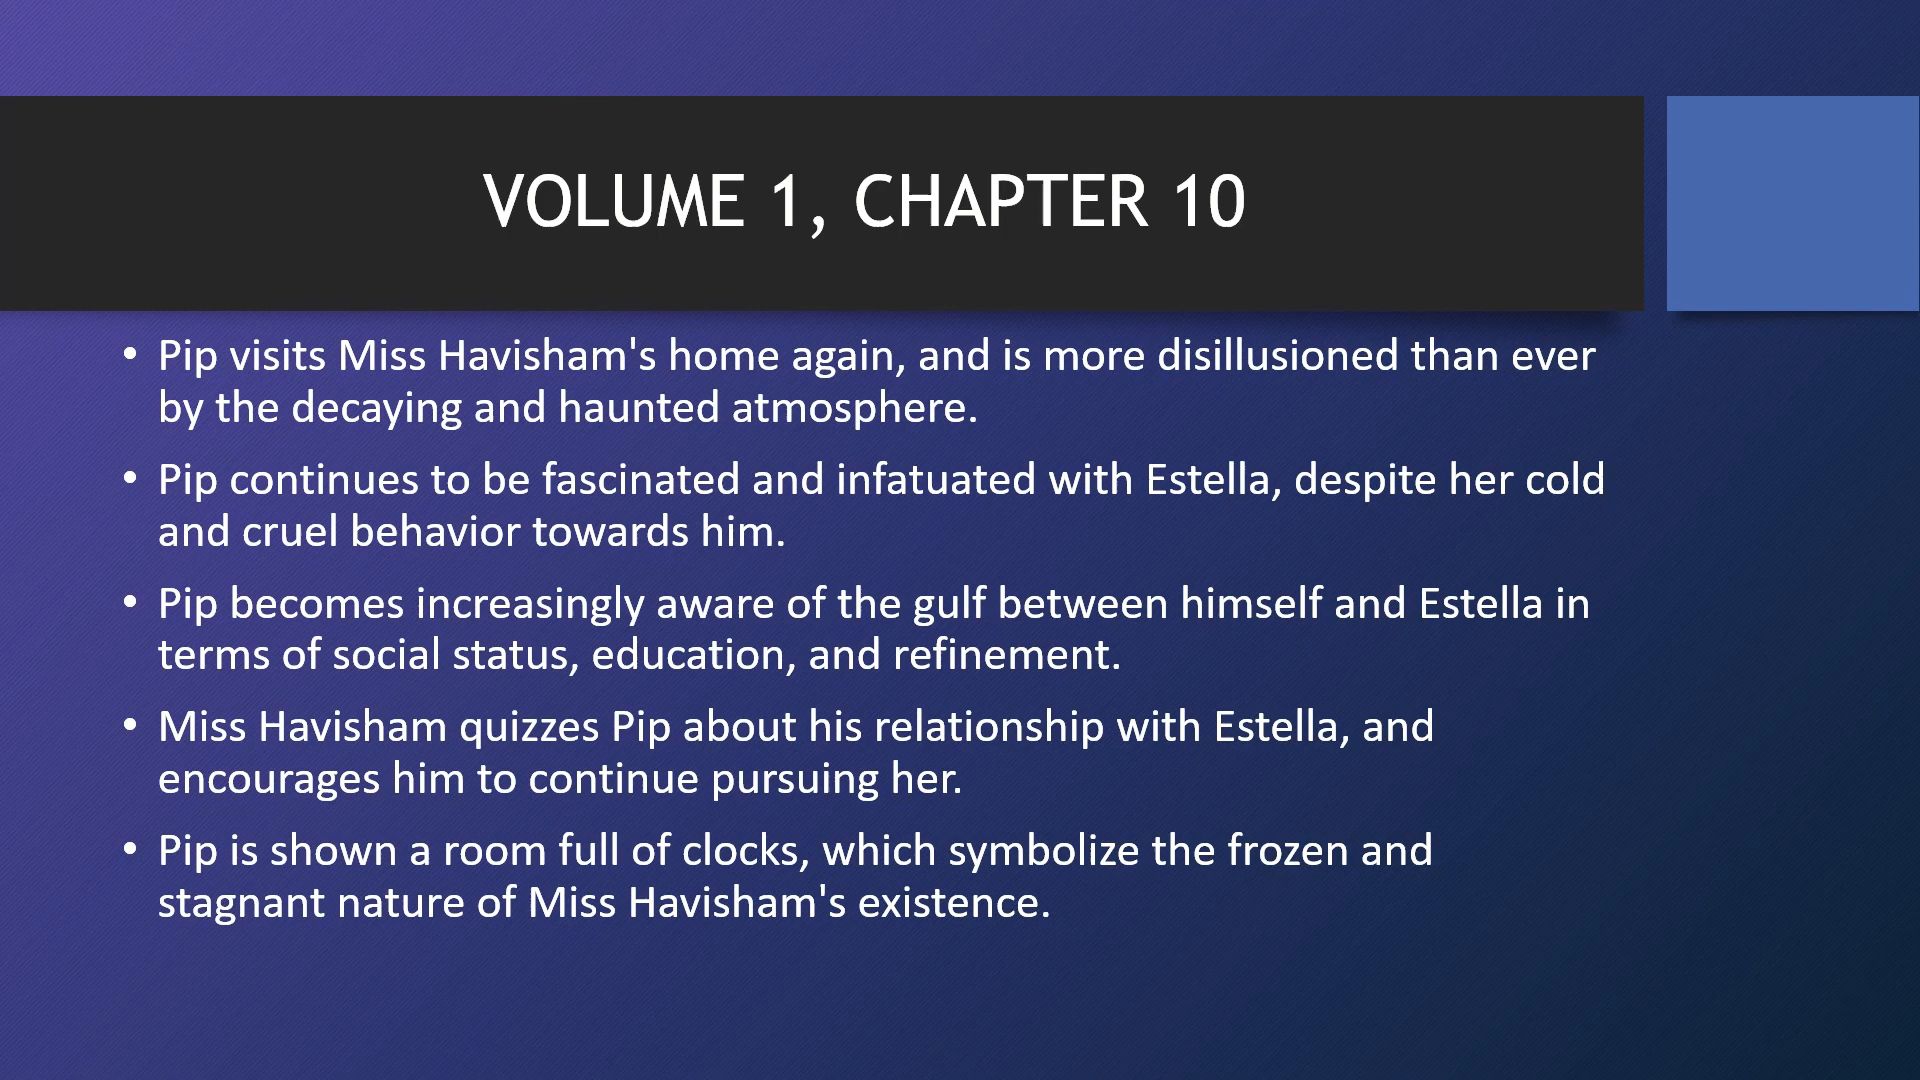 VOLUME 1, CHAPTER 10
• Pip visits Miss Havisham's home again, and is more disillusioned than ever
by the decaying and haunted atmosphere.
• Pip continues to be fascinated and infatuated with Estella, despite her cold
and cruel behavior towards him.
• Pip becomes increasingly aware of the gulf between himself and Estella in
terms of social status, education, and refinement.
• Miss Havisham quizzes Pip about his relationship with Estella, and
encourages him to continue pursuing her.
• Pip is shown a room full of clocks, which symbolize the frozen and
stagnant nature of Miss Havisham's existence.